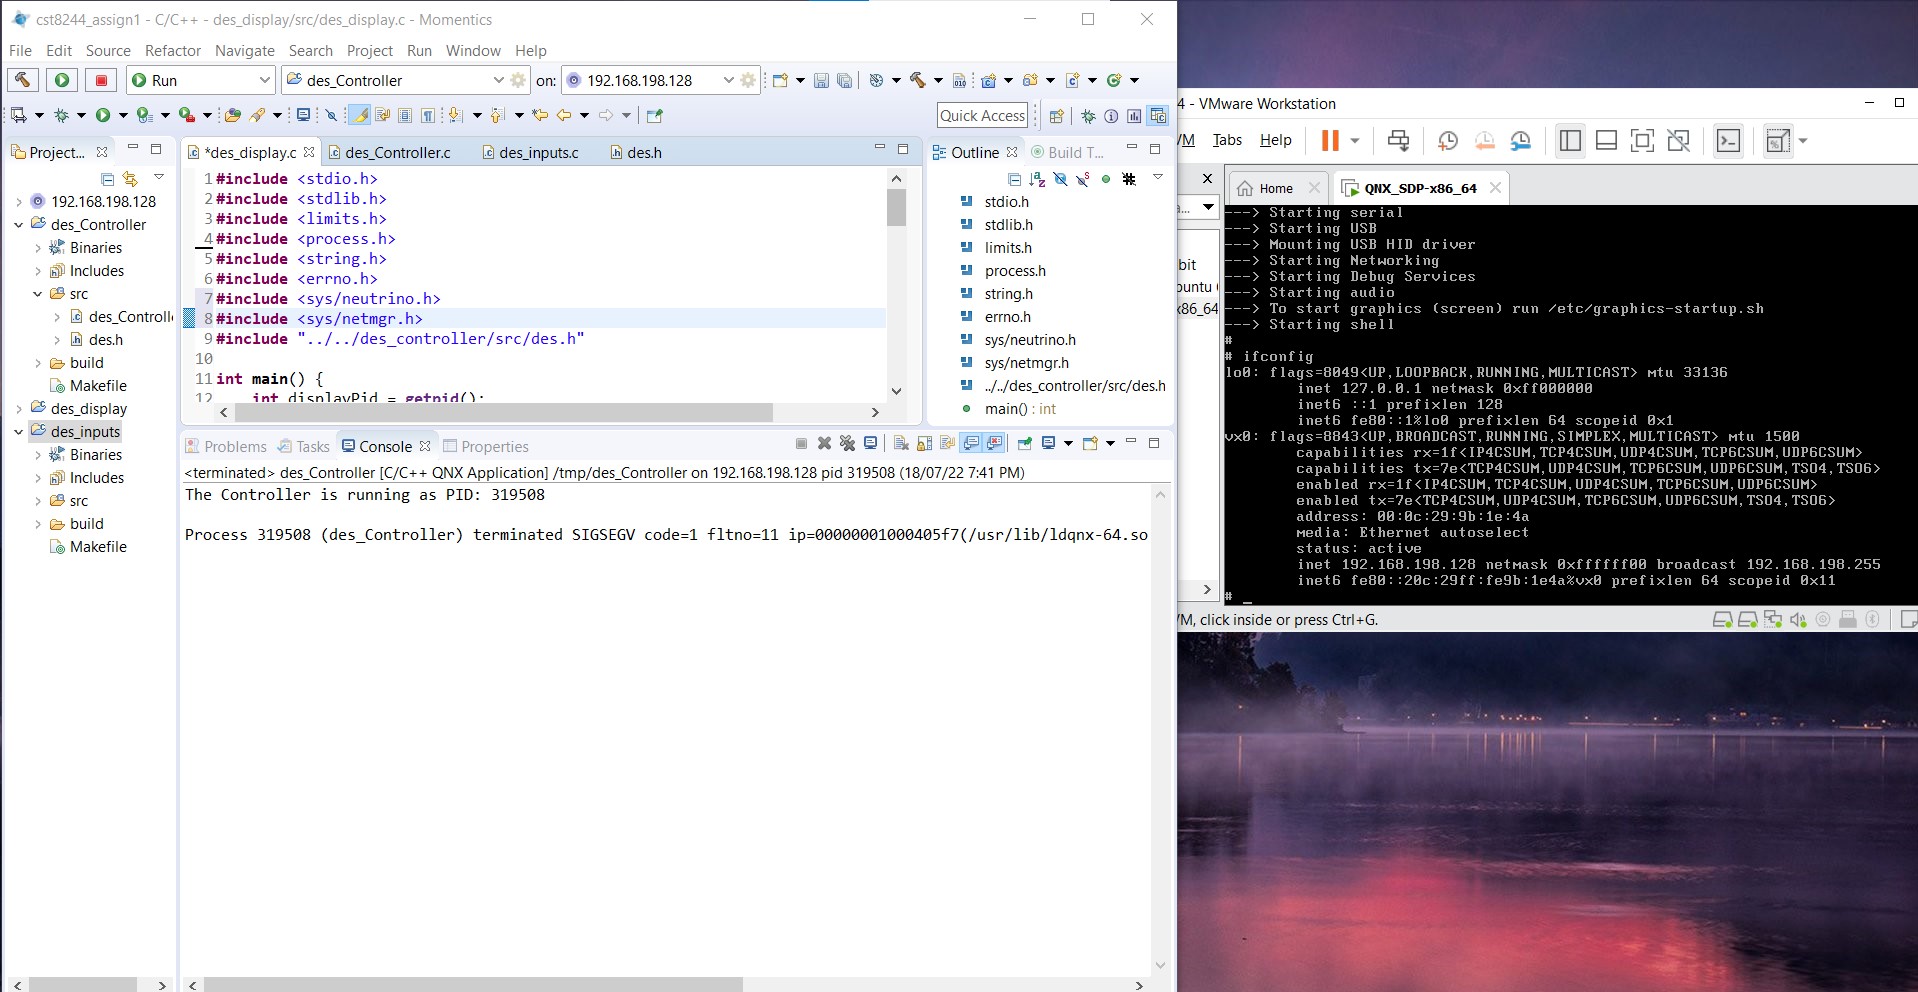 cst8244_assign1 - C/C++ - des_display/src/des_display.c - Momentics
File Edit Source Refactor Navigate Search Project Run Window Help
Run
des_Controller
on:
192.168.198.128
Quick Access
Project...
192.168.198.128
des_Controller
Binaries
Includes
src
des_Controll
des.h
build
Makefile
des_display
des_inputs
Binaries
Includes
src
build
Makefile
*des_display.c
des_Controller.c
des_inputs.c
des.h
1 #include <stdio.h>
2 #include <stdlib.h>
3 #include <limits.h>
4 #include <process.h>
5 #include <string.h>
6 #include <errno.h>
7 #include <sys/neutrino.h>
8 #include <sys/netmgr.h>
9 #include "../../des_controller/src/des.h"
10
11 int main() {
12 int displayPid = getpid();
Outline
Build T...
stdio.h
stdlib.h
limits.h
process.h
string.h
errno.h
sys/neutrino.h
sys/netmgr.h
../../des_controller/src/des.h
main() : int
Problems
Tasks
Console
Properties
<terminated> des_Controller [C/C++ QNX Application] /tmp/des_Controller on 192.168.198.128 pid 319508 (18/07/22 7:41 PM)
The Controller is running as PID: 319508
Process 319508 (des_Controller) terminated SIGSEGV code=1 fltno=11 ip=00000001000405f7(/usr/lib/ldqnx-64.so
4 - VMware Workstation
VM Tabs Help
Home
QNX_SDP-x86_64
a...
bit
buntu
x86_64
---> Starting serial
---> Starting USB
---> Mounting USB HID driver
---> Starting Networking
---> Starting Debug Services
---> Starting audio
---> To start graphics (screen) run /etc/graphics-startup.sh
---> Starting shell
#
# ifconfig
lo0: flags=8049<UP,LOOPBACK,RUNNING,MULTICAST> mtu 33136
inet 127.0.0.1 netmask 0xff000000
inet6 ::1 prefixlen 128
inet6 fe80::1%lo0 prefixlen 64 scopeid 0x1
vx0: flags=8843<UP,BROADCAST,RUNNING,SIMPLEX,MULTICAST> mtu 1500
capabilities rx=1f<IP4CSUM,TCP4CSUM,UDP4CSUM,TCP6CSUM,UDP6CSUM>
capabilities tx=7e<TCP4CSUM,UDP4CSUM,TCP6CSUM,UDP6CSUM,TSO4,TSO6>
enabled rx=1f<IP4CSUM,TCP4CSUM,UDP4CSUM,TCP6CSUM,UDP6CSUM>
enabled tx=7e<TCP4CSUM,UDP4CSUM,TCP6CSUM,UDP6CSUM,TSO4,TSO6>
address: 00:0c:29:9b:1e:4a
media: Ethernet autoselect
status: active
inet 192.168.198.128 netmask 0xffffff00 broadcast 192.168.198.255
inet6 fe80::20c:29ff:fe9b:1e4a%vx0 prefixlen 64 scopeid 0x11
# _
VM, click inside or press Ctrl+G.